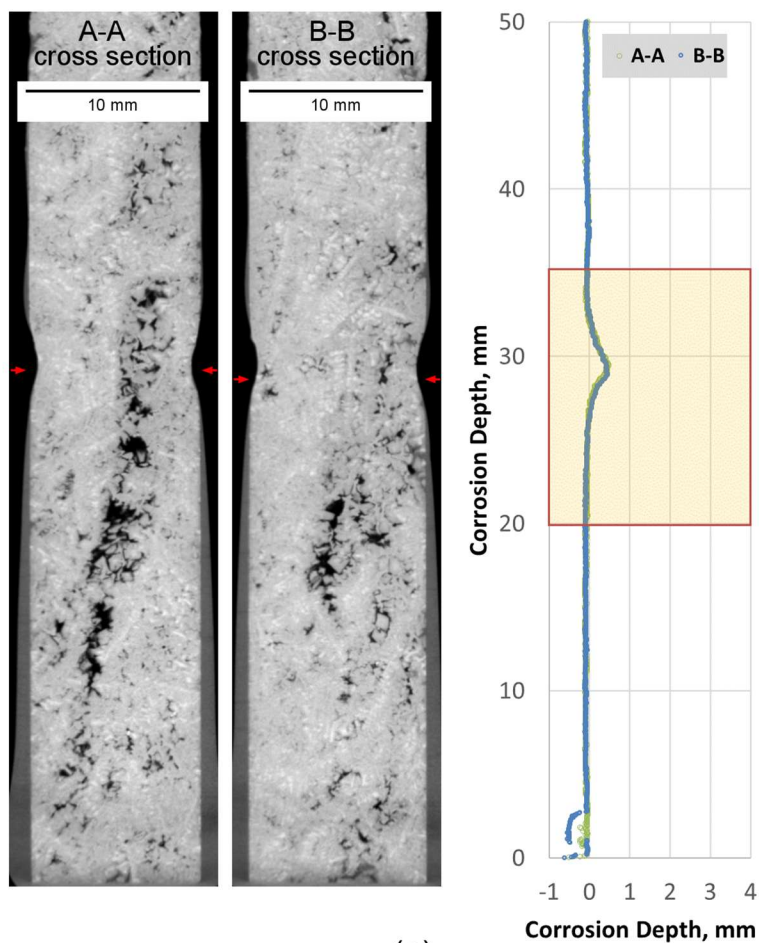 A-A
cross section
10 mm
B-B
cross section
10 mm
A-A
B-B
50
40
30
20
10
0
Corrosion Depth, mm
-1
0
1
2
3
4
Corrosion Depth, mm